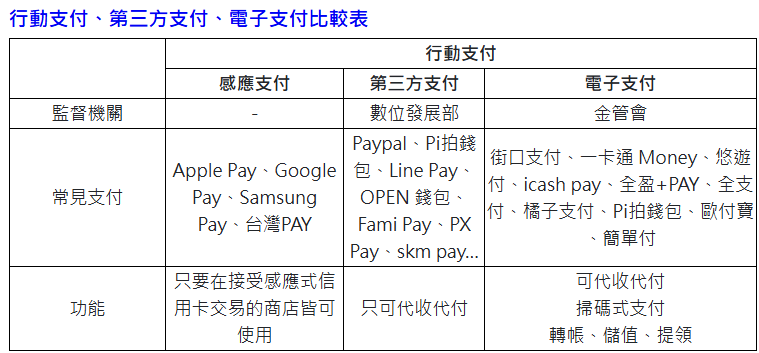 行動支付、第三方支付、電子支付比較表
行動支付
感應支付 第三方支付 電子支付
監督機關 - 數位發展部 金管會
常見支付
Apple Pay、Google
Pay、Samsung
Pay、台灣PAY
Paypal、Pi拍錢
包、Line Pay、
OPEN 錢包、
Fami Pay、PX
Pay、skm pay...
街口支付、一卡通 Money、悠遊
付、icash pay、全盈+PAY、全支
付、橘子支付、Pi拍錢包、歐付寶
、簡單付
功能
只要在接受感應式信
用卡交易的商店皆可
使用
只可代收代付
可代收代付
掃碼式支付
轉帳、儲值、提領